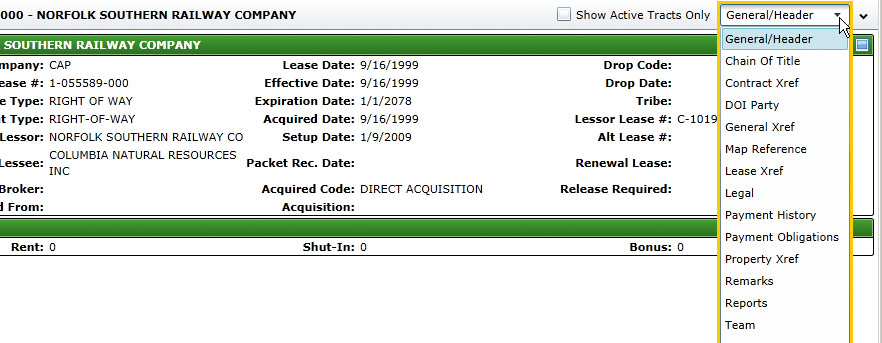 000 - NORFOLK SOUTHERN RAILWAY COMPANY Show Active Tracts Only General/Header
SOUTHERN RAILWAY COMPANY
mpany: CAP Lease Date: 9/16/1999 Drop Code:
ease #: 1-055589-000 Effective Date: 9/16/1999 Drop Date:
e Type: RIGHT OF WAY Expiration Date: 1/1/2078 Tribe:
t Type: RIGHT-OF-WAY Acquired Date: 9/16/1999 Lessor Lease #: C-1019
Lessor: NORFOLK SOUTHERN RAILWAY CO Setup Date: 1/9/2009 Alt Lease #:
Lessee: COLUMBIA NATURAL RESOURCES INC Packet Rec. Date: Renewal Lease:
Broker: Acquired Code: DIRECT ACQUISITION Release Required:
d From: Acquisition:
Rent: 0 Shut-In: 0 Bonus: 0
General/Header
Chain Of Title
Contract Xref
DOI Party
General Xref
Map Reference
Lease Xref
Legal
Payment History
Payment Obligations
Property Xref
Remarks
Reports
Team